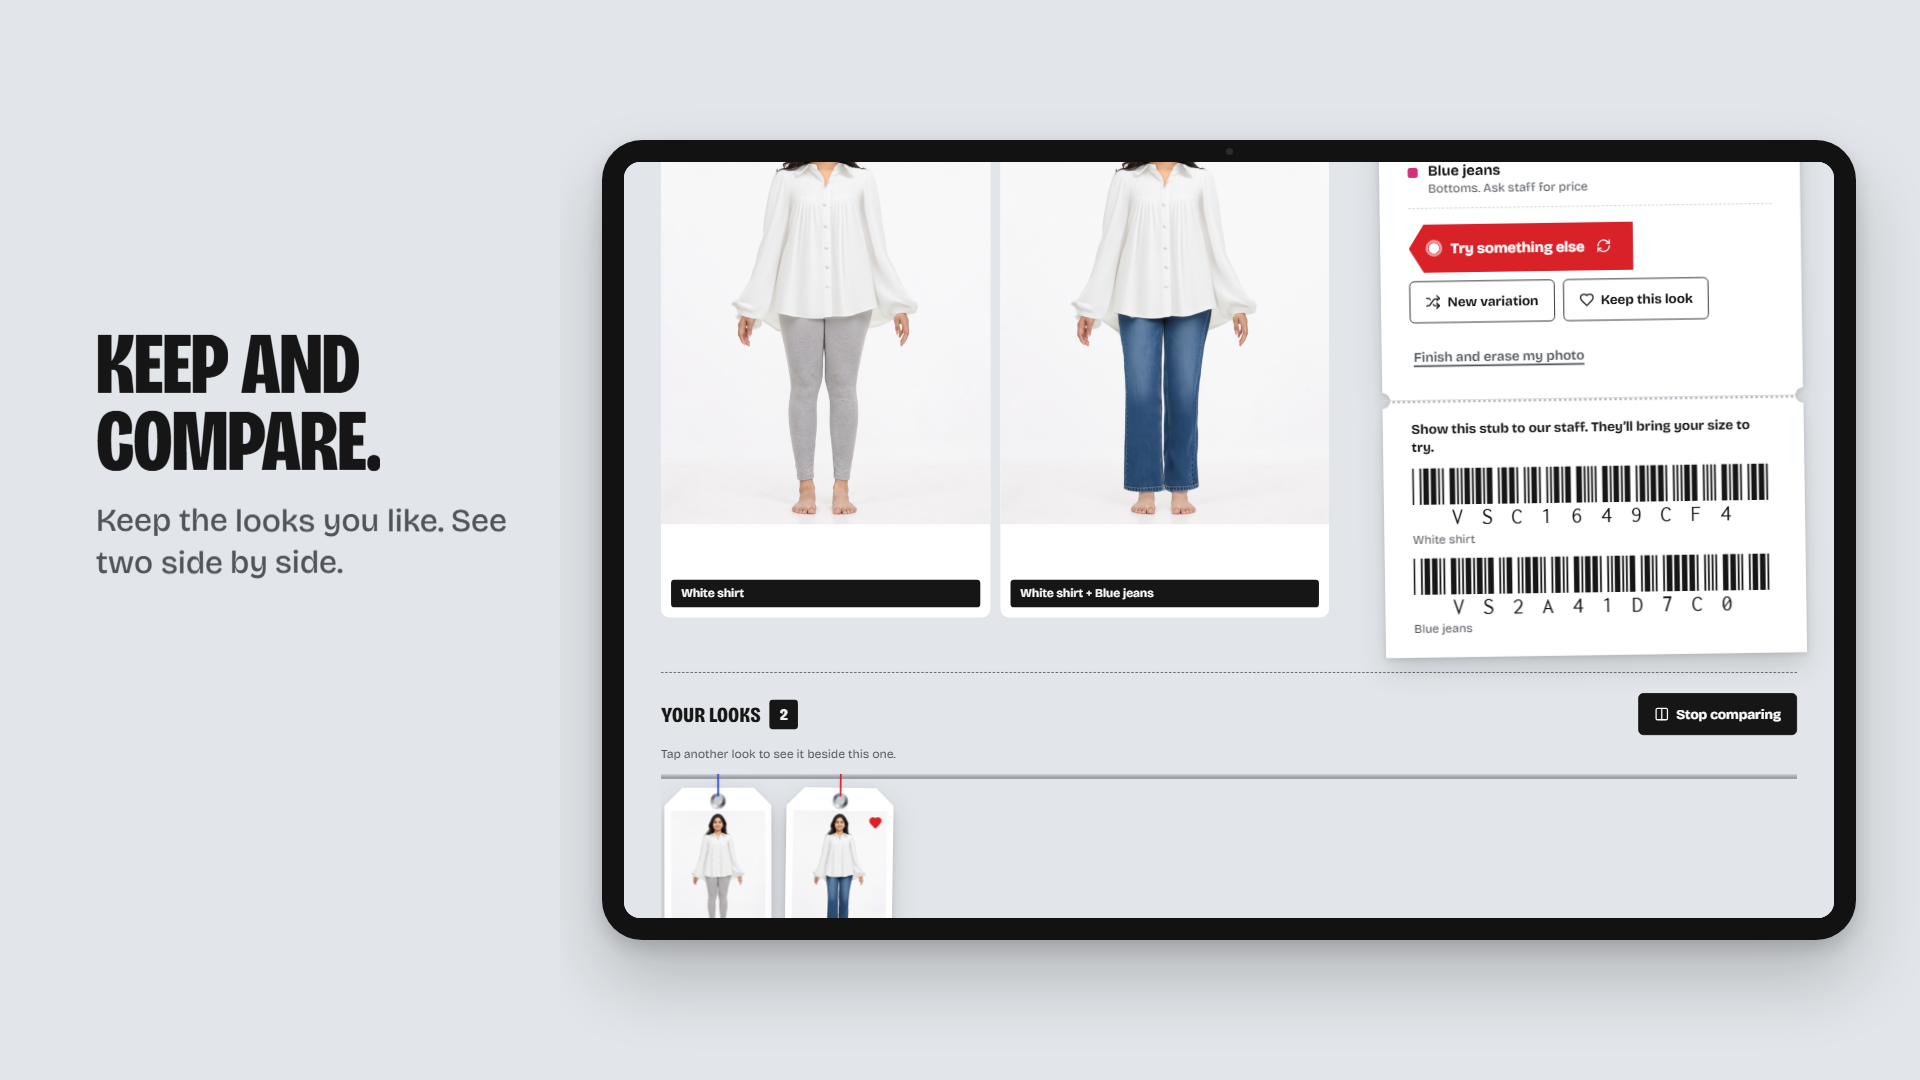 KEEP AND
COMPARE.
Keep the looks you like. See
two side by side.
Blue jeans
Bottoms. Ask staff for price
Try something else
New variation
Keep this look
Finish and erase my photo
Show this stub to our staff. They'll bring your size to
try.
VSC1649CF4
White shirt
VS2A41D7C0
Blue jeans
White shirt
White shirt + Blue jeans
YOUR LOOKS 2
Stop comparing
Tap another look to see it beside this one.